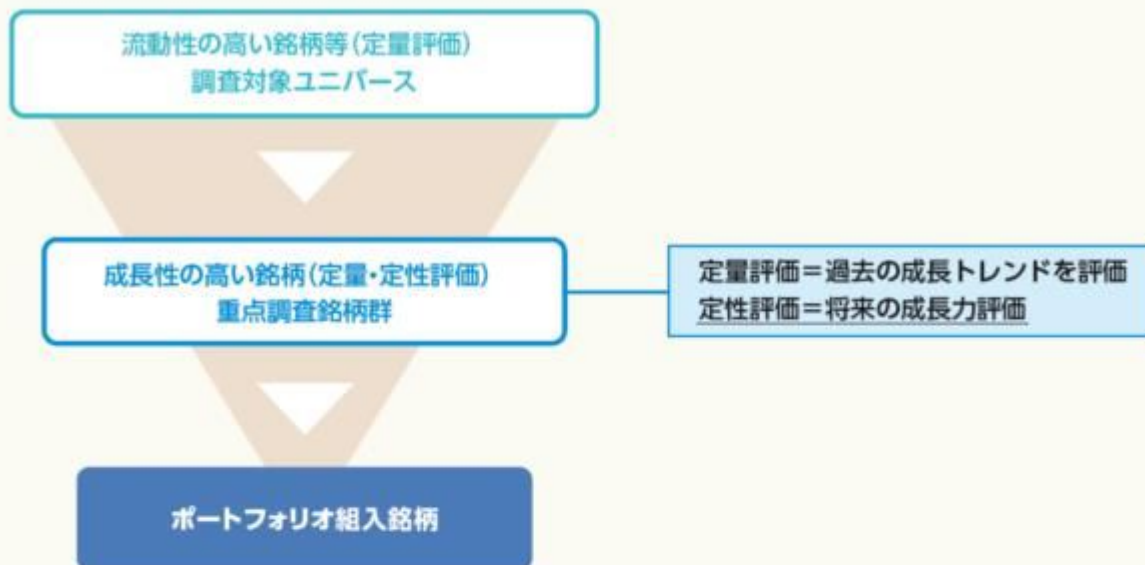 流動性の高い銘柄等(定量評価)
調査対象ユニバース
成長性の高い銘柄(定量・定性評価)
重点調査銘柄群
定量評価=過去の成長トレンドを評価
定性評価=将来の成長力評価
ポートフォリオ組入銘柄